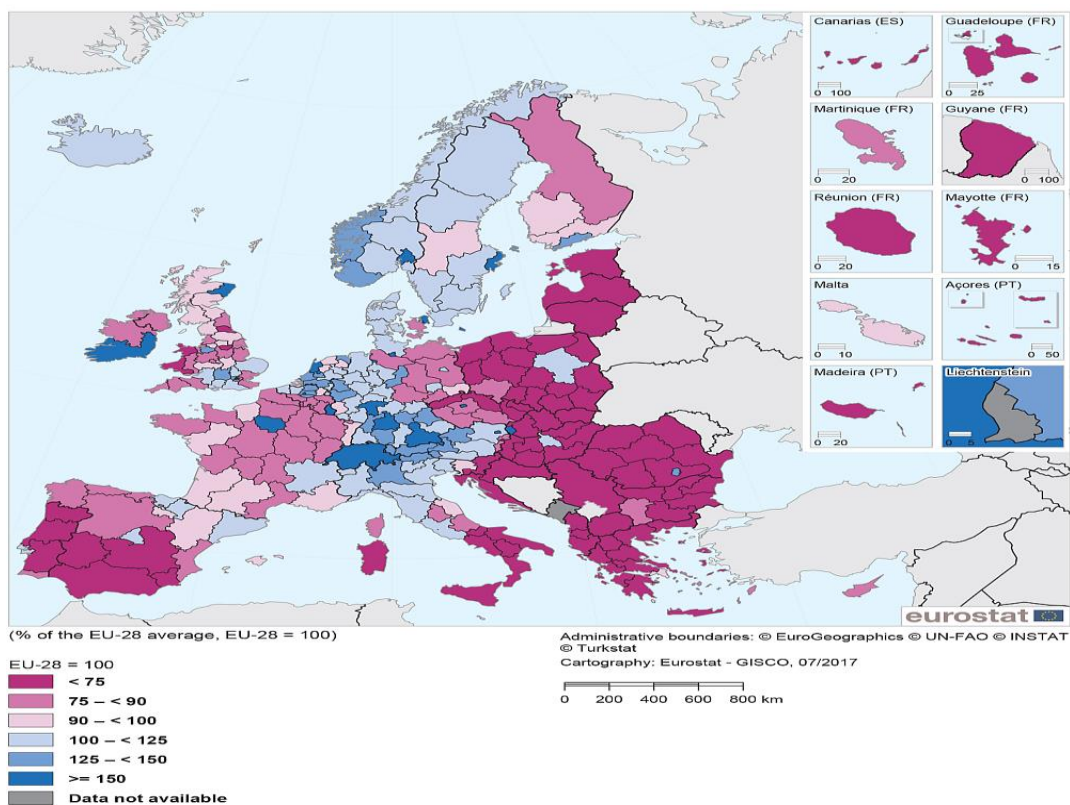 Canarias (ES)
0 100
Guadeloupe (FR)
0 25
Martinique (FR)
0 20
Guyane (FR)
0 100
Réunion (FR)
0 20
Mayotte (FR)
0 15
Malta
0 10
Açores (PT)
0 50
Madeira (PT)
0 20
Liechtenstein
0 5
eurostat
(% of the EU-28 average, EU-28 = 100)
EU-28 = 100
< 75
75 – < 90
90 – < 100
100 – < 125
125 – < 150
>= 150
Data not available
Administrative boundaries: © EuroGeographics © UN-FAO © INSTAT
© Turkstat
Cartography: Eurostat - GISCO, 07/2017
0 200 400 600 800 km